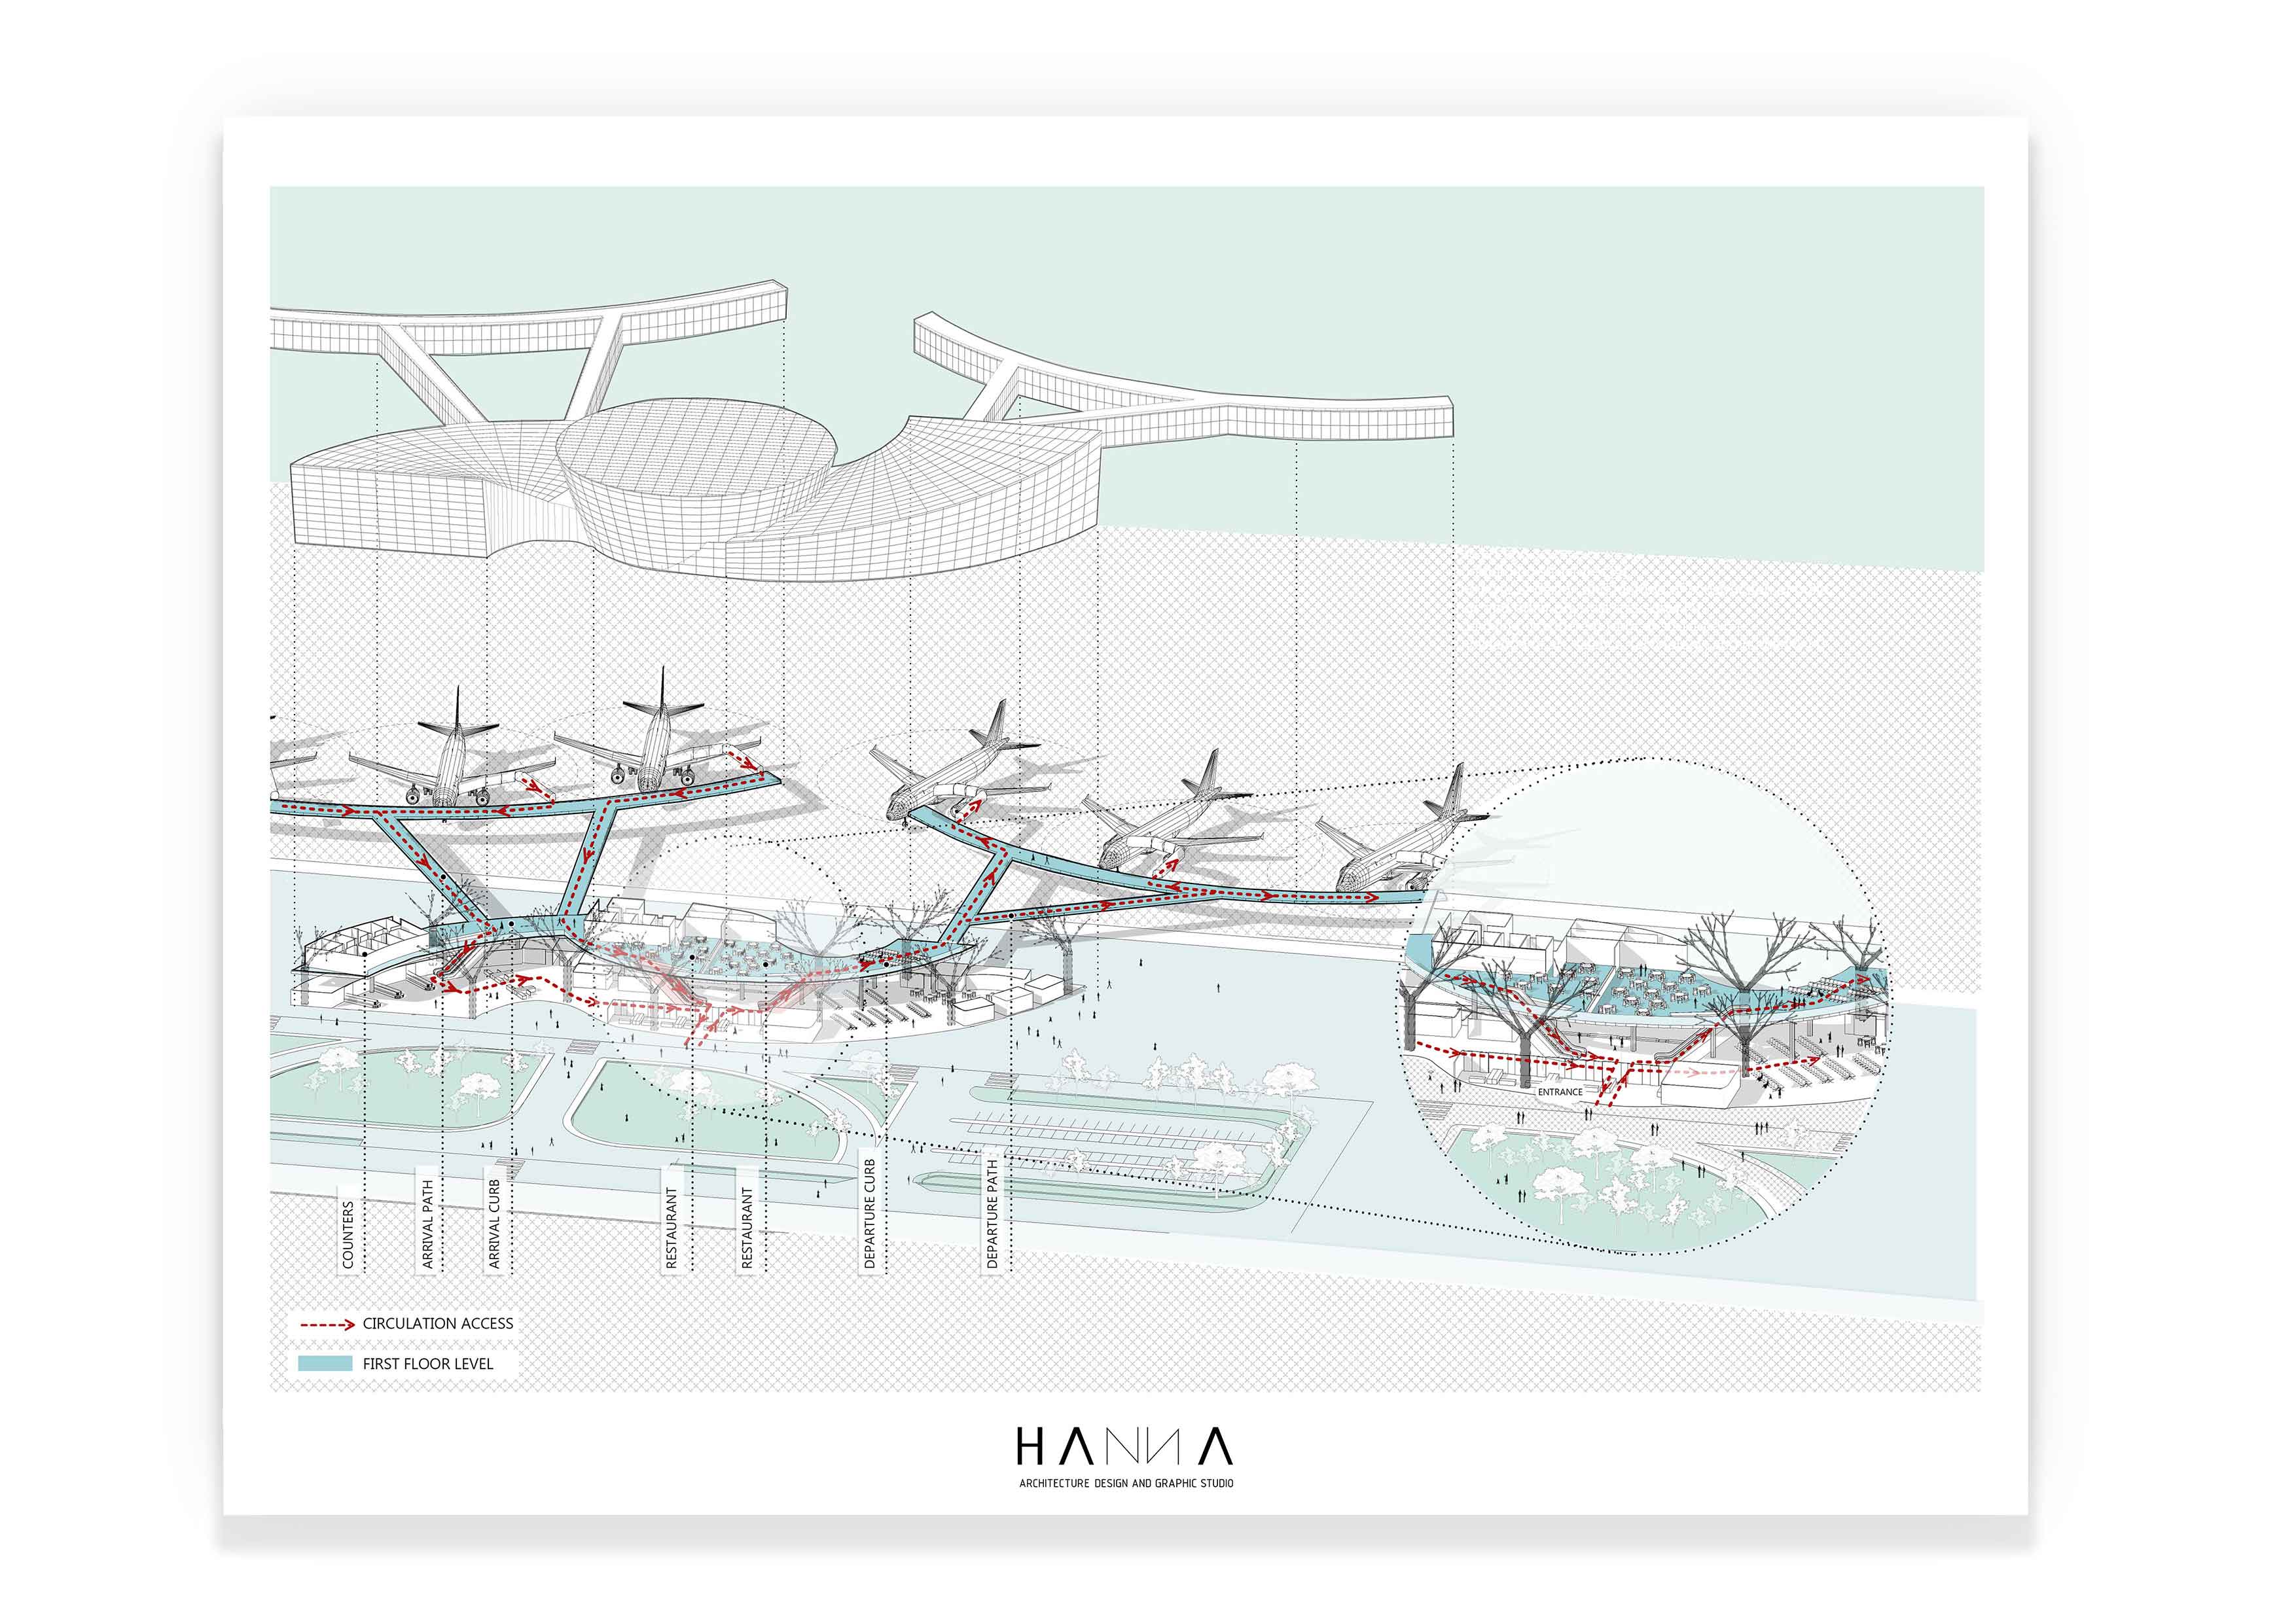 ENTRANCE
COUNTERS
ARRIVAL PATH
ARRIVAL CURB
RESTAURANT
RESTAURANT
DEPARTURE CURB
DEPARTURE PATH
CIRCULATION ACCESS
FIRST FLOOR LEVEL
HANNA
ARCHITECTURE DESIGN AND GRAPHIC STUDIO